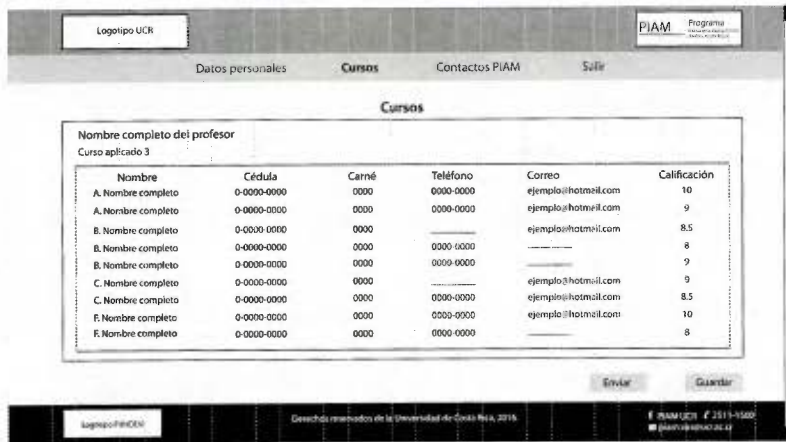 Logotipo UCR
PIAM Programa
Datos personales Cursos Contactos PIAM Salir
Cursos
Nombre completo del profesor
Curso aplicado 3
Nombre Cédula Carné Teléfono Correo Calificación
A. Nombre completo 0-0000-0000 0000 0000-0000 ejemplo@hotmail.com 10
A. Nombre completo 0-0000-0000 0000 0000-0000 ejemplo@hotmail.com 9
B. Nombre completo 0-0000-0000 0000 ejemplo@hotmail.com 8.5
B. Nombre completo 0-0000-0000 0000 0000-0000 8
B. Nombre completo 0-0000-0000 0000 0000-0000 9
C. Nombre completo 0-0000-0000 0000 ejemplo@hotmail.com 9
C. Nombre completo 0-0000-0000 0000 0000-0000 ejemplo@hotmail.com 8.5
F. Nombre completo 0-0000-0000 0000 0000-0000 ejemplo@hotmail.com 10
F. Nombre completo 0-0000-0000 0000 0000-0000 8
Enviar Guardar
Derechos reservados de la Universidad de Costa Rica, 2016
PIAM UCR 2511-1500
Logotipo